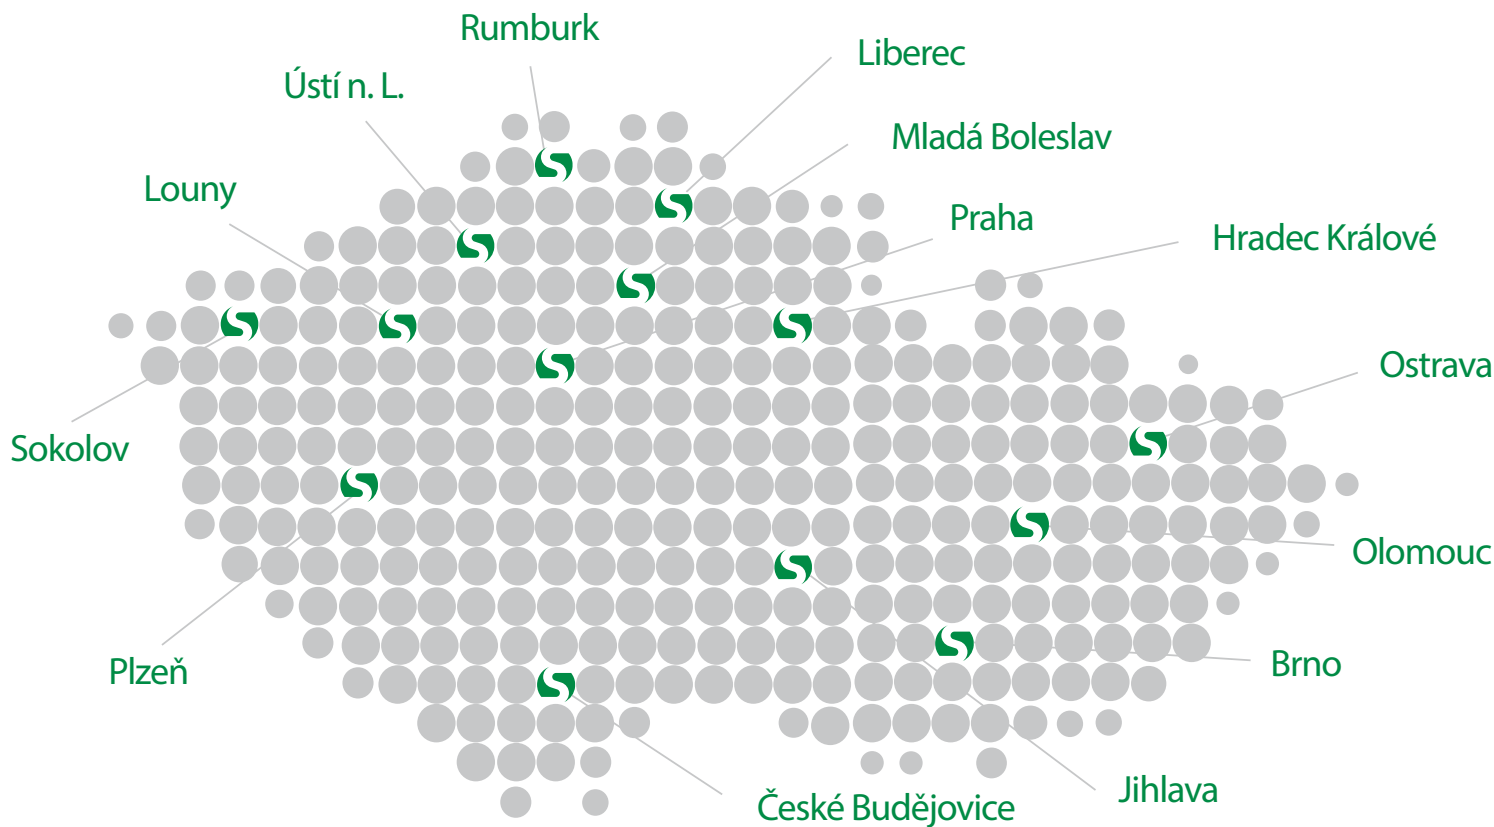 Rumburk
Liberec
Ústí n. L.
Mladá Boleslav
Louny
Praha
Hradec Králové
Ostrava
Sokolov
Olomouc
Plzeň
Brno
Jihlava
České Budějovice